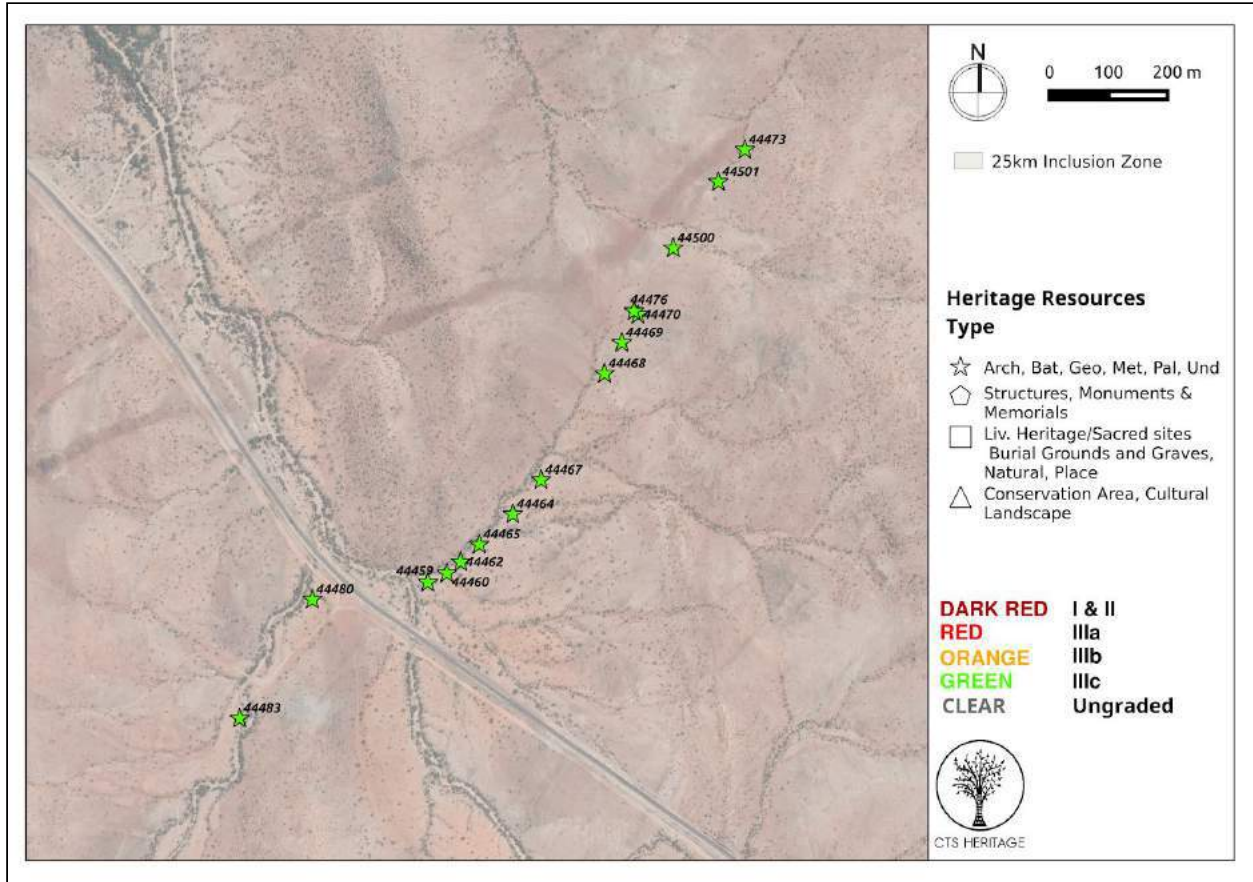 44473
44501
44500
44476
44470
44469
44468
44467
44464
44465
44462
44459
44460
44480
44483
N
0 100 200 m
25km Inclusion Zone
Heritage Resources
Type
Arch, Bat, Geo, Met, Pal, Und
Structures, Monuments &
Memorials
Liv. Heritage/Sacred sites
Burial Grounds and Graves,
Natural, Place
Conservation Area, Cultural
Landscape
DARK RED I & II
RED IIIa
ORANGE IIIb
GREEN IIIc
CLEAR Ungraded
CTS HERITAGE